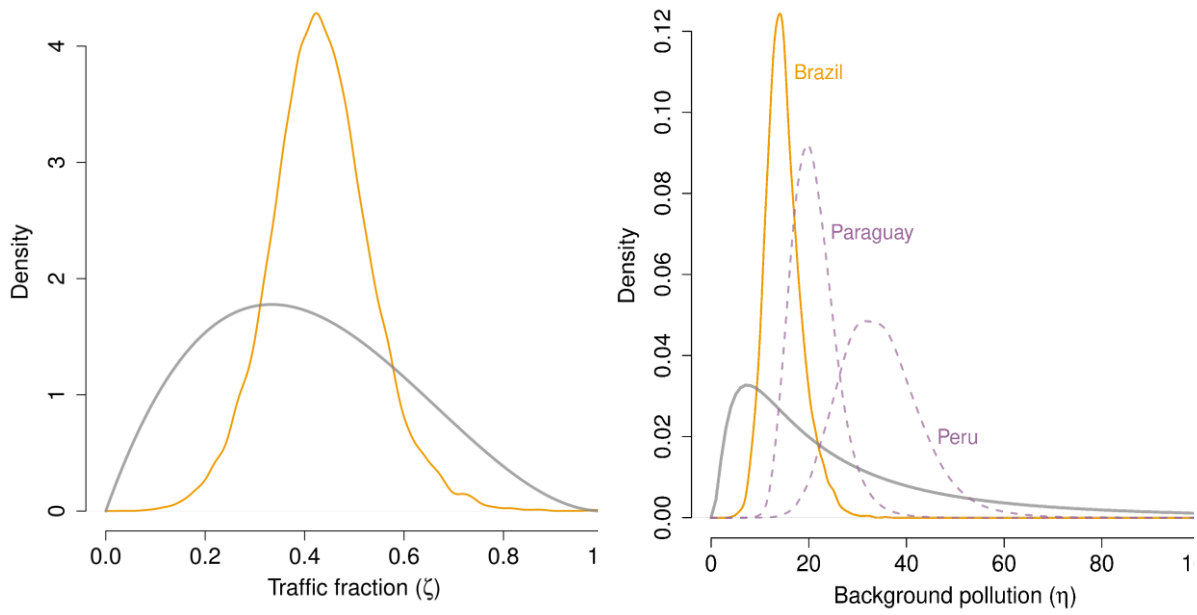 Density
4
3
2
1
0
0.0 0.2 0.4 0.6 0.8
Traffic fraction (ζ)
Density
0.12
0.10
0.08
0.06
0.04
0.02
0.00
Brazil
Paraguay
Peru
0 20 40 60 80
Background pollution (η)